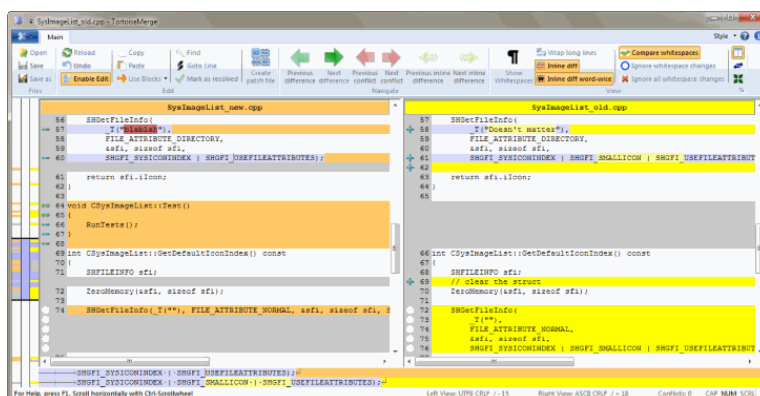 SysImageList_old.cpp - TortoiseMerge
Main
Style
Open
Save
Save as
Files
Reload
Undo
Enable Edit
Copy
Paste
Use Blocks
Find
Goto Line
Mark as resolved
Edit
Create patch file
Previous difference
Next difference
Previous conflict
Next conflict
Previous inline difference
Next inline difference
Navigate
Show Whitespaces
Wrap long lines
Inline diff
Inline diff word-wise
Compare whitespaces
Ignore whitespace changes
Ignore all whitespace changes
View
SysImageList_new.cpp
56 SHGetFileInfo(
57 _T("blahlah"),
58 FILE_ATTRIBUTE_DIRECTORY,
59 &sfi, sizeof sfi,
60 SHGFI_SYSICONINDEX | SHGFI_USEFILEATTRIBUTES);
61 return sfi.iIcon;
62 }
63
64 void CSysImageList::Test()
65 {
66 RunTests();
67 }
68
69 int CSysImageList::GetDefaultIconIndex() const
70 {
71 SHFILEINFO sfi;
72 ZeroMemory(&sfi, sizeof sfi);
73
74 SHGetFileInfo(_T(""), FILE_ATTRIBUTE_NORMAL, &sfi, sizeof sfi,
SysImageList_old.cpp
57 SHGetFileInfo(
58 _T("Doesn't matter"),
59 FILE_ATTRIBUTE_DIRECTORY,
60 &sfi, sizeof sfi,
61 SHGFI_SYSICONINDEX | SHGFI_SMALLICON | SHGFI_USEFILEATTRIBUT
62
63 return sfi.iIcon;
64 }
65
66 int CSysImageList::GetDefaultIconIndex() const
67 {
68 SHFILEINFO sfi;
69 // clear the struct
70 ZeroMemory(&sfi, sizeof sfi);
71
72 SHGetFileInfo(
73 _T(""),
74 FILE_ATTRIBUTE_NORMAL,
75 &sfi, sizeof sfi,
76 SHGFI_SYSICONINDEX | SHGFI_SMALLICON | SHGFI_USEFILEATTRIBUT
SHGFI_SYSICONINDEX·|·SHGFI_USEFILEATTRIBUTES);
SHGFI_SYSICONINDEX·|·SHGFI_SMALLICON·|·SHGFI_USEFILEATTRIBUTES);
For Help, press F1. Scroll horizontally with Ctrl-Scrollwheel
Left View: UTF8 CRLF / - 15
Right View: ASCII CRLF / + 18
Conflicts: 0
CAP NUM SCRL